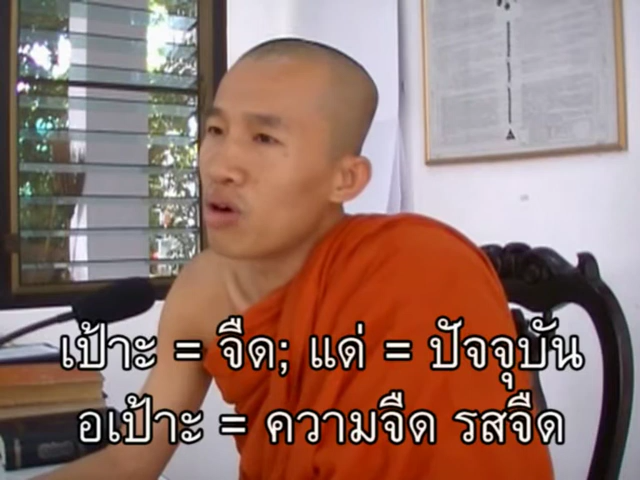 เป้าะ = จืด; แด่ = ปัจจุบัน
อเป้าะ = ความจืด รสจืด